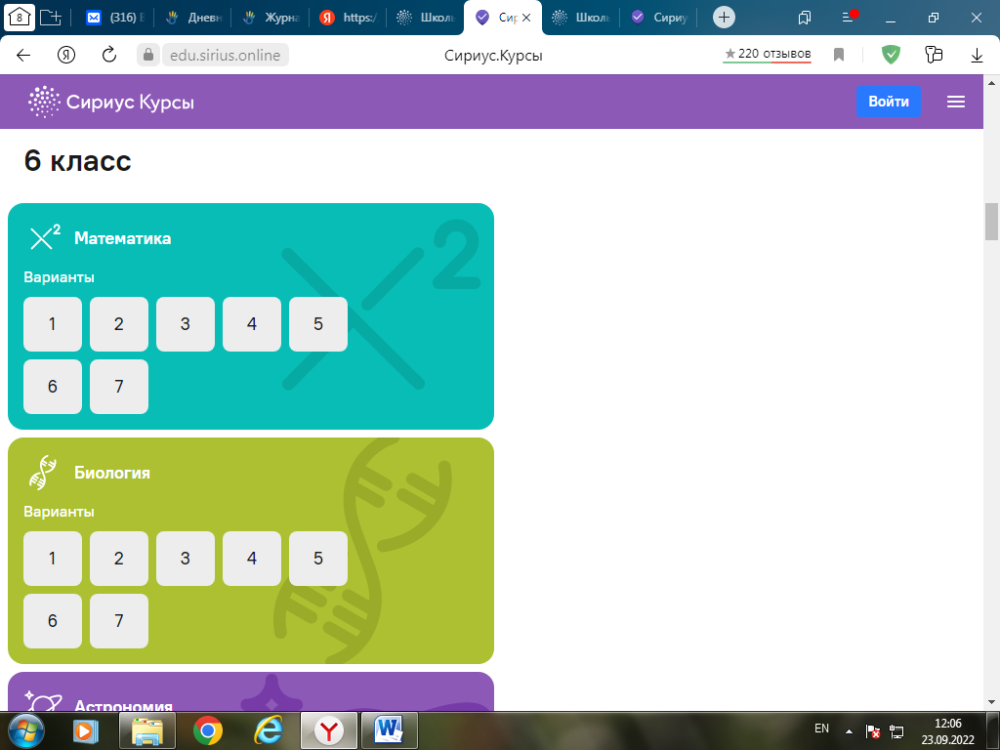 8
(316)
Дневн
Журна
https:/
Школь
Сир
Школь
Сириу
edu.sirius.online
Сириус.Курсы
220 отзывов
Сириус Курсы
Войти
6 класс
2 Математика
Варианты
1 2 3 4 5
6 7
Биология
Варианты
1 2 3 4 5
6 7
Астрономия
EN
12:06
23.09.2022